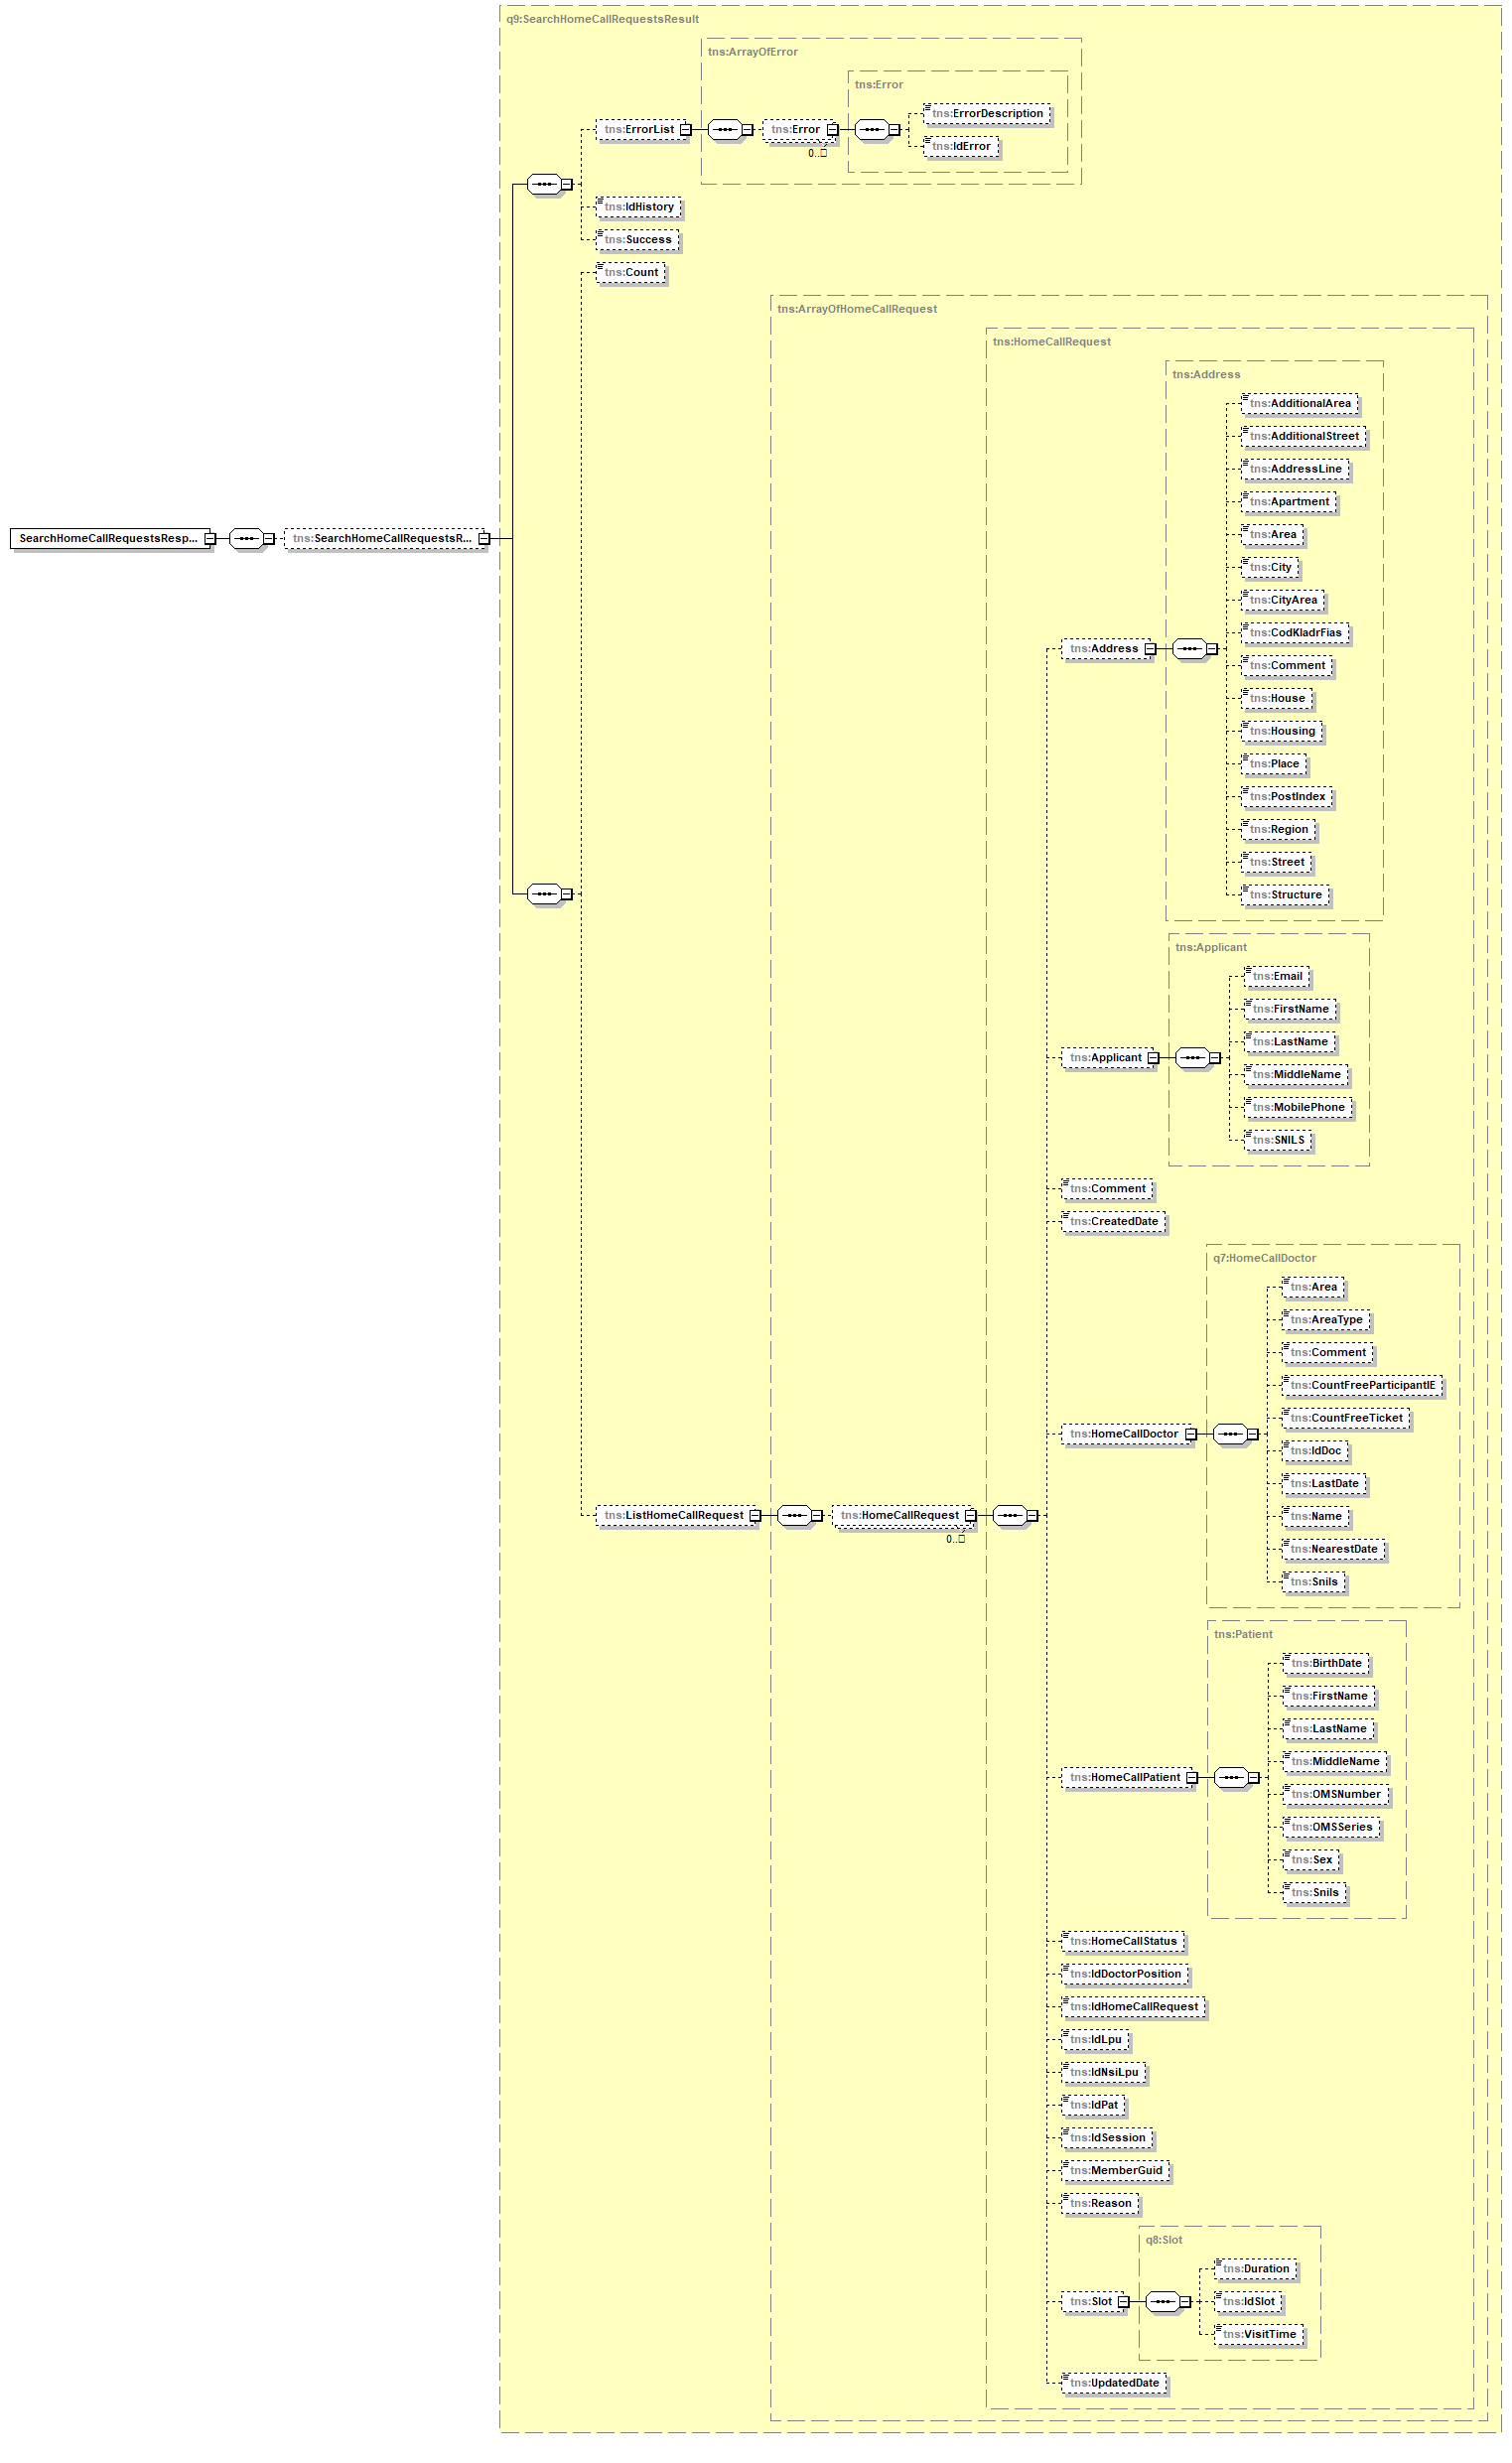 q9:SearchHomeCallRequestsResult
tns:ArrayOfError
tns:Error
tns:ErrorDescription
tns:ErrorList
tns:Error
0..□
tns:IdError
tns:IdHistory
tns:Success
tns:Count
tns:ArrayOfHomeCallRequest
tns:HomeCallRequest
tns:Address
tns:AdditionalArea
tns:AdditionalStreet
tns:AddressLine
tns:Apartment
tns:Area
SearchHomeCallRequestsResp...
tns:SearchHomeCallRequestsR...
tns:City
tns:CityArea
tns:CodKladrFias
tns:Address
tns:Comment
tns:House
tns:Housing
tns:Place
tns:PostIndex
tns:Region
tns:Street
tns:Structure
tns:Applicant
tns:Email
tns:FirstName
tns:LastName
tns:Applicant
tns:MiddleName
tns:MobilePhone
tns:SNILS
tns:Comment
tns:CreatedDate
q7:HomeCallDoctor
tns:Area
tns:AreaType
tns:Comment
tns:CountFreeParticipantIE
tns:CountFreeTicket
tns:HomeCallDoctor
tns:IdDoc
tns:LastDate
tns:ListHomeCallRequest
tns:HomeCallRequest
0..□
tns:Name
tns:NearestDate
tns:Snils
tns:Patient
tns:BirthDate
tns:FirstName
tns:LastName
tns:MiddleName
tns:HomeCallPatient
tns:OMSNumber
tns:OMSSeries
tns:Sex
tns:Snils
tns:HomeCallStatus
tns:IdDoctorPosition
tns:IdHomeCallRequest
tns:IdLpu
tns:IdNsiLpu
tns:IdPat
tns:IdSession
tns:MemberGuid
tns:Reason
q8:Slot
tns:Duration
tns:Slot
tns:IdSlot
tns:VisitTime
tns:UpdatedDate